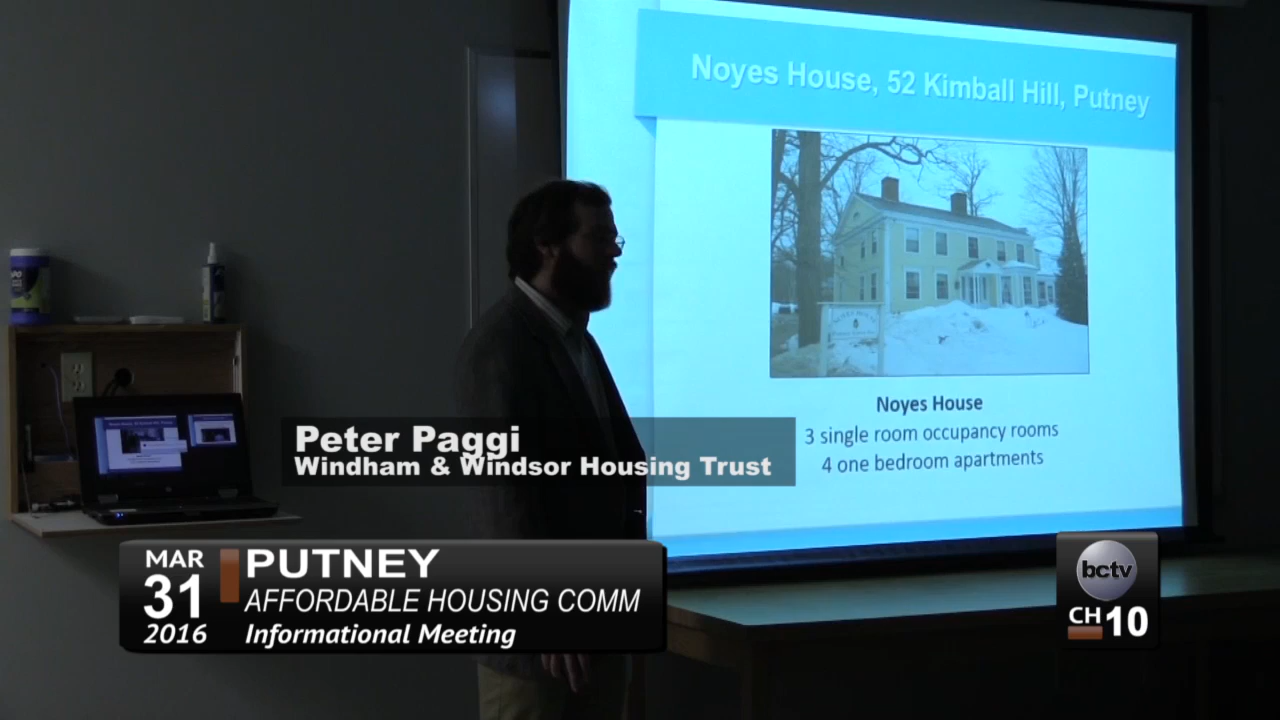 Noyes House, 52 Kimball Hill, Putney
Noyes House
3 single room occupancy rooms
4 one bedroom apartments
Peter Paggi
Windham & Windsor Housing Trust
MAR
31
2016
PUTNEY
AFFORDABLE HOUSING COMM
Informational Meeting
bctv
CH 10